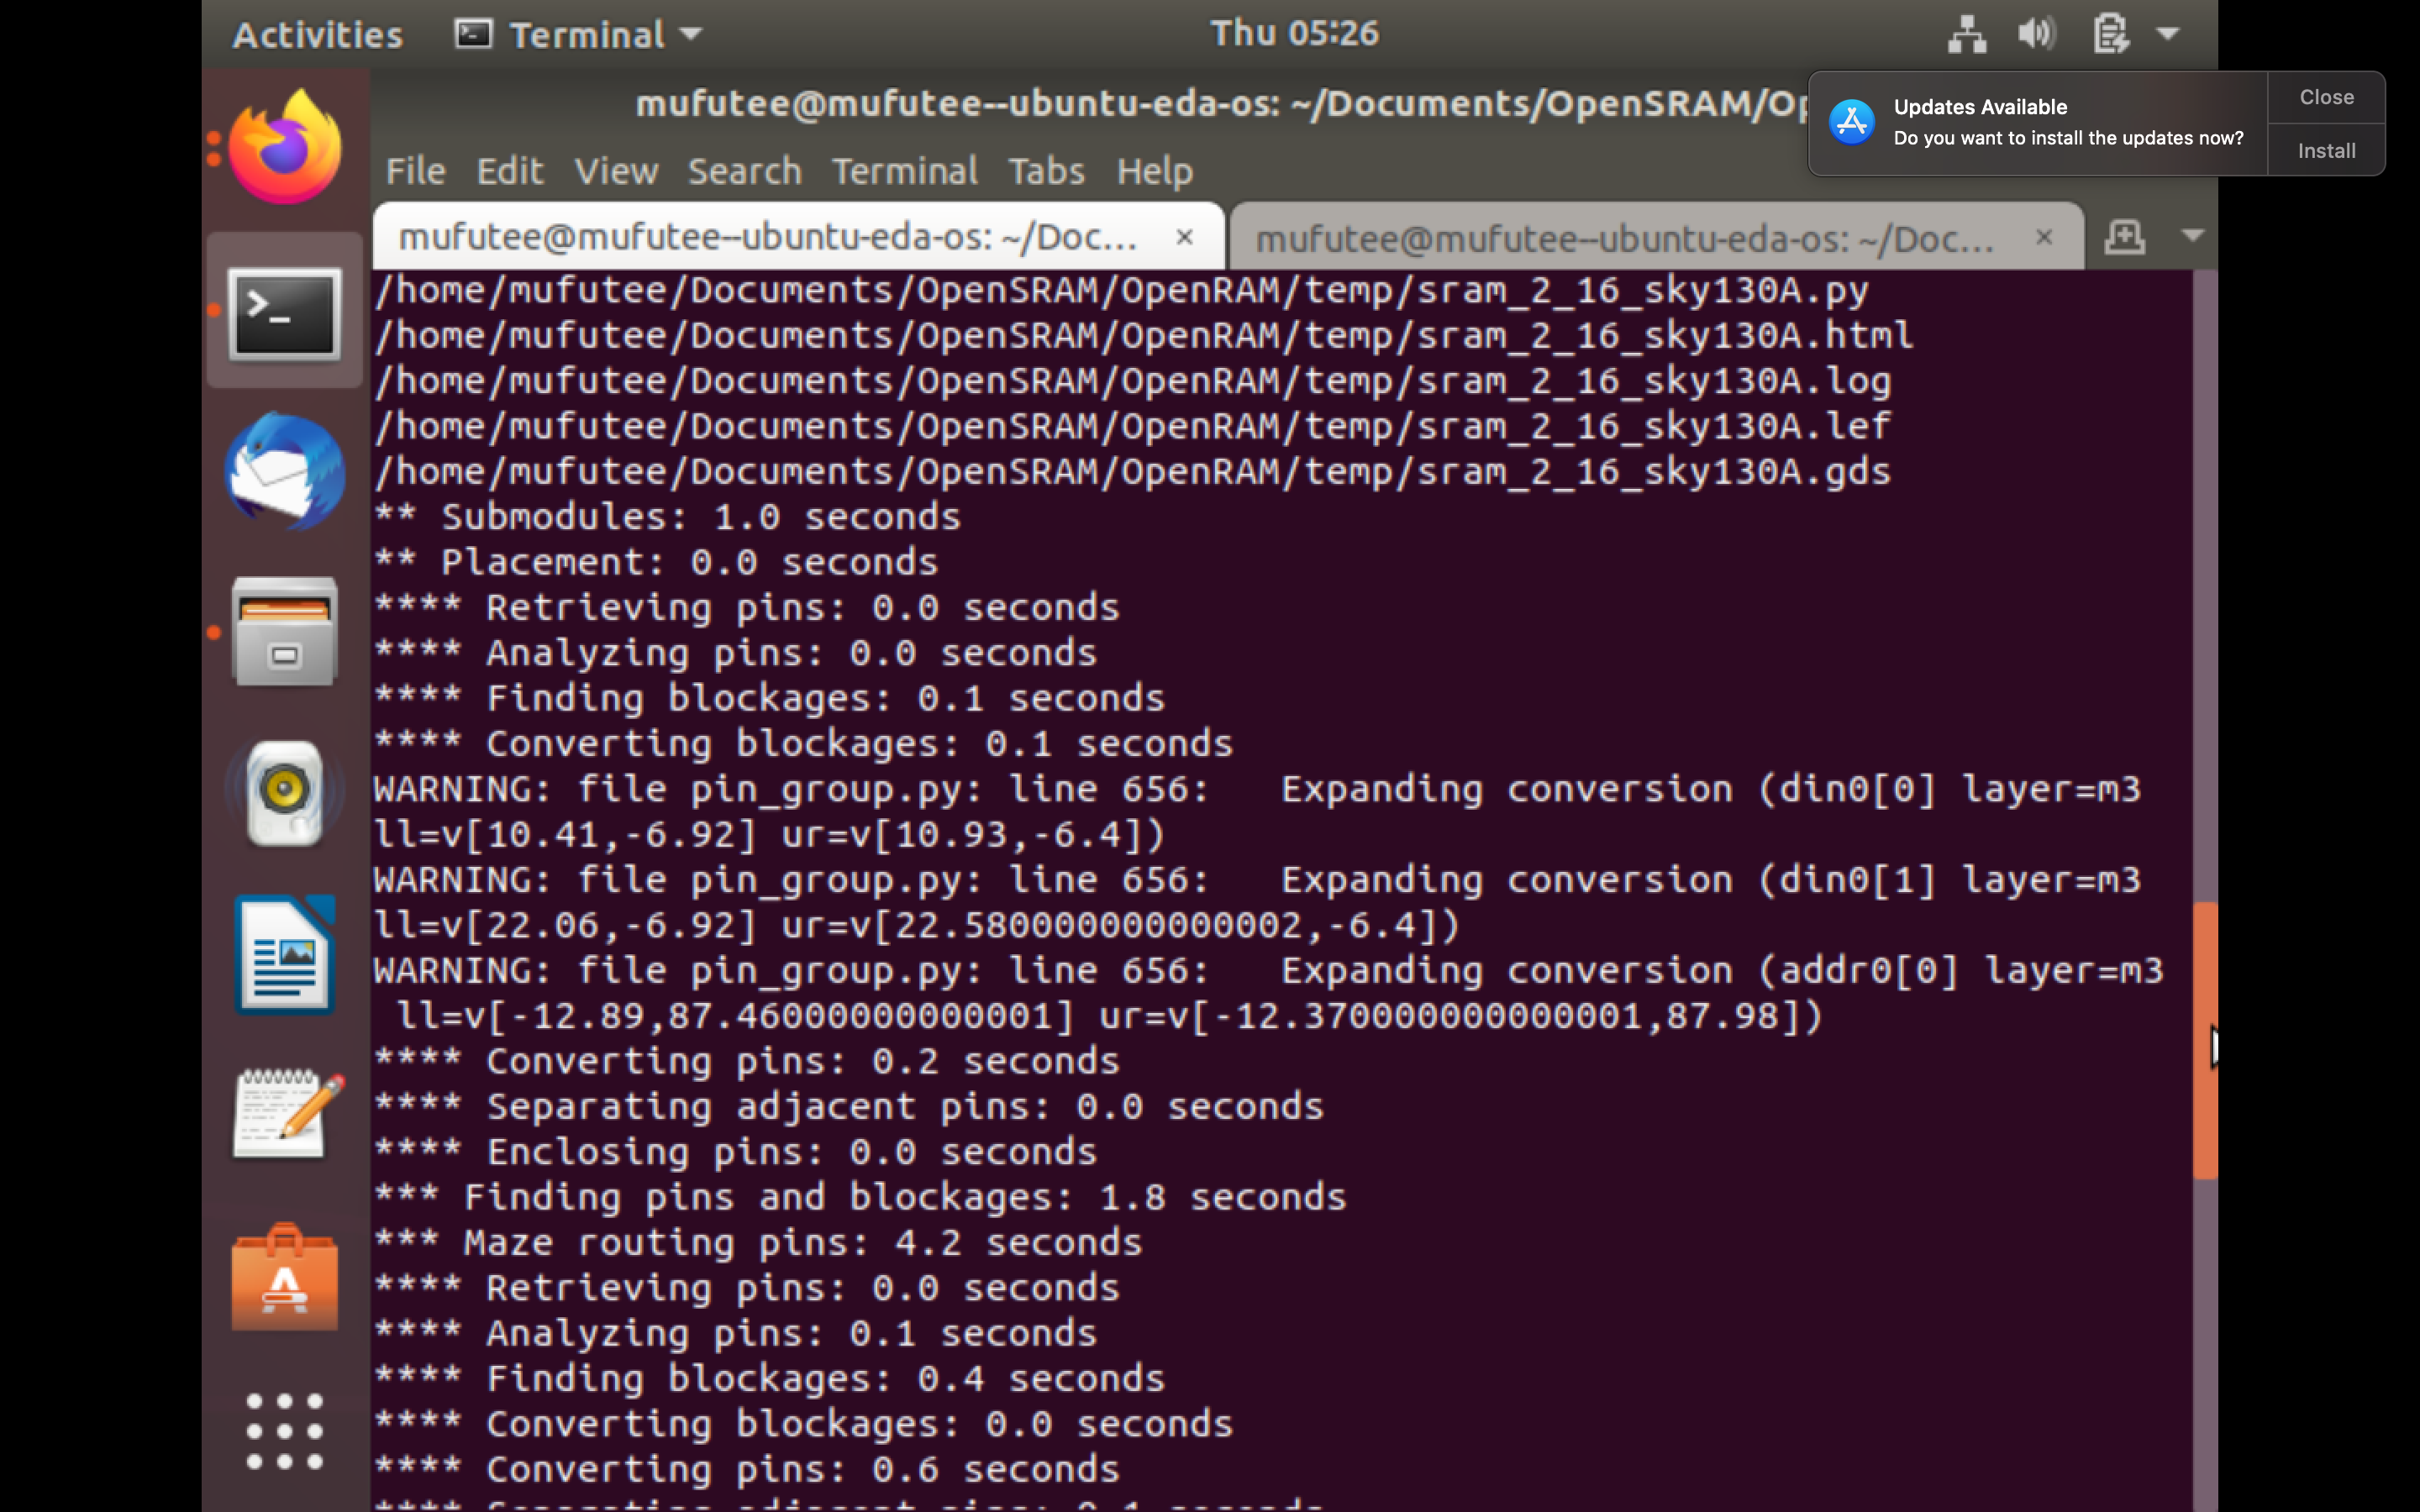 Activities Terminal Thu 05:26
mufutee@mufutee--ubuntu-eda-os: ~/Documents/OpenSRAM/Op
Updates Available
Do you want to install the updates now?
Close
Install
File Edit View Search Terminal Tabs Help
mufutee@mufutee--ubuntu-eda-os: ~/Doc... × mufutee@mufutee--ubuntu-eda-os: ~/Doc... ×
/home/mufutee/Documents/OpenSRAM/OpenRAM/temp/sram_2_16_sky130A.py
/home/mufutee/Documents/OpenSRAM/OpenRAM/temp/sram_2_16_sky130A.html
/home/mufutee/Documents/OpenSRAM/OpenRAM/temp/sram_2_16_sky130A.log
/home/mufutee/Documents/OpenSRAM/OpenRAM/temp/sram_2_16_sky130A.lef
/home/mufutee/Documents/OpenSRAM/OpenRAM/temp/sram_2_16_sky130A.gds
** Submodules: 1.0 seconds
** Placement: 0.0 seconds
**** Retrieving pins: 0.0 seconds
**** Analyzing pins: 0.0 seconds
**** Finding blockages: 0.1 seconds
**** Converting blockages: 0.1 seconds
WARNING: file pin_group.py: line 656:   Expanding conversion (din0[0] layer=m3
ll=v[10.41,-6.92] ur=v[10.93,-6.4])
WARNING: file pin_group.py: line 656:   Expanding conversion (din0[1] layer=m3
ll=v[22.06,-6.92] ur=v[22.580000000000002,-6.4])
WARNING: file pin_group.py: line 656:   Expanding conversion (addr0[0] layer=m3
ll=v[-12.89,87.46000000000001] ur=v[-12.370000000000001,87.98])
**** Converting pins: 0.2 seconds
**** Separating adjacent pins: 0.0 seconds
**** Enclosing pins: 0.0 seconds
*** Finding pins and blockages: 1.8 seconds
*** Maze routing pins: 4.2 seconds
**** Retrieving pins: 0.0 seconds
**** Analyzing pins: 0.1 seconds
**** Finding blockages: 0.4 seconds
**** Converting blockages: 0.0 seconds
**** Converting pins: 0.6 seconds
**** Separating adjacent pins: 0.1 seconds